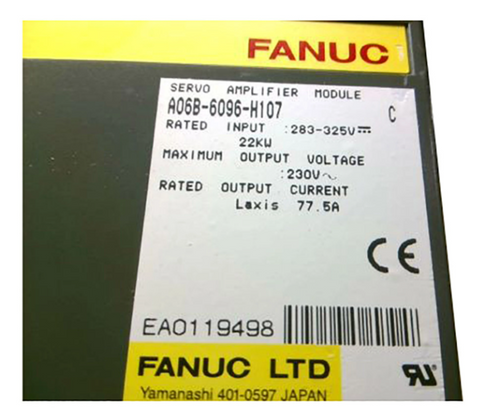 FANUC
SERVO AMPLIFIER MODULE
A06B-6096-H107 C
RATED INPUT :283-325V⎓
22KW
MAXIMUM OUTPUT VOLTAGE
:230V~
RATED OUTPUT CURRENT
Laxis 77.5A
CE
EA0119498
FANUC LTD
Yamanashi 401-0597 JAPAN